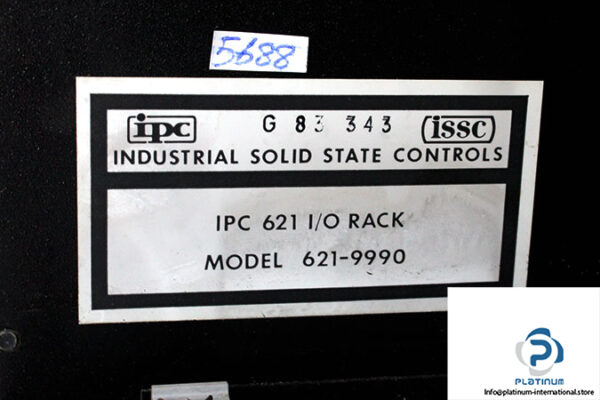 5688
ipc G 83 343 issc
INDUSTRIAL SOLID STATE CONTROLS
IPC 621 I/O RACK
MODEL 621-9990
PLATINUM
Info@platinum-international.store